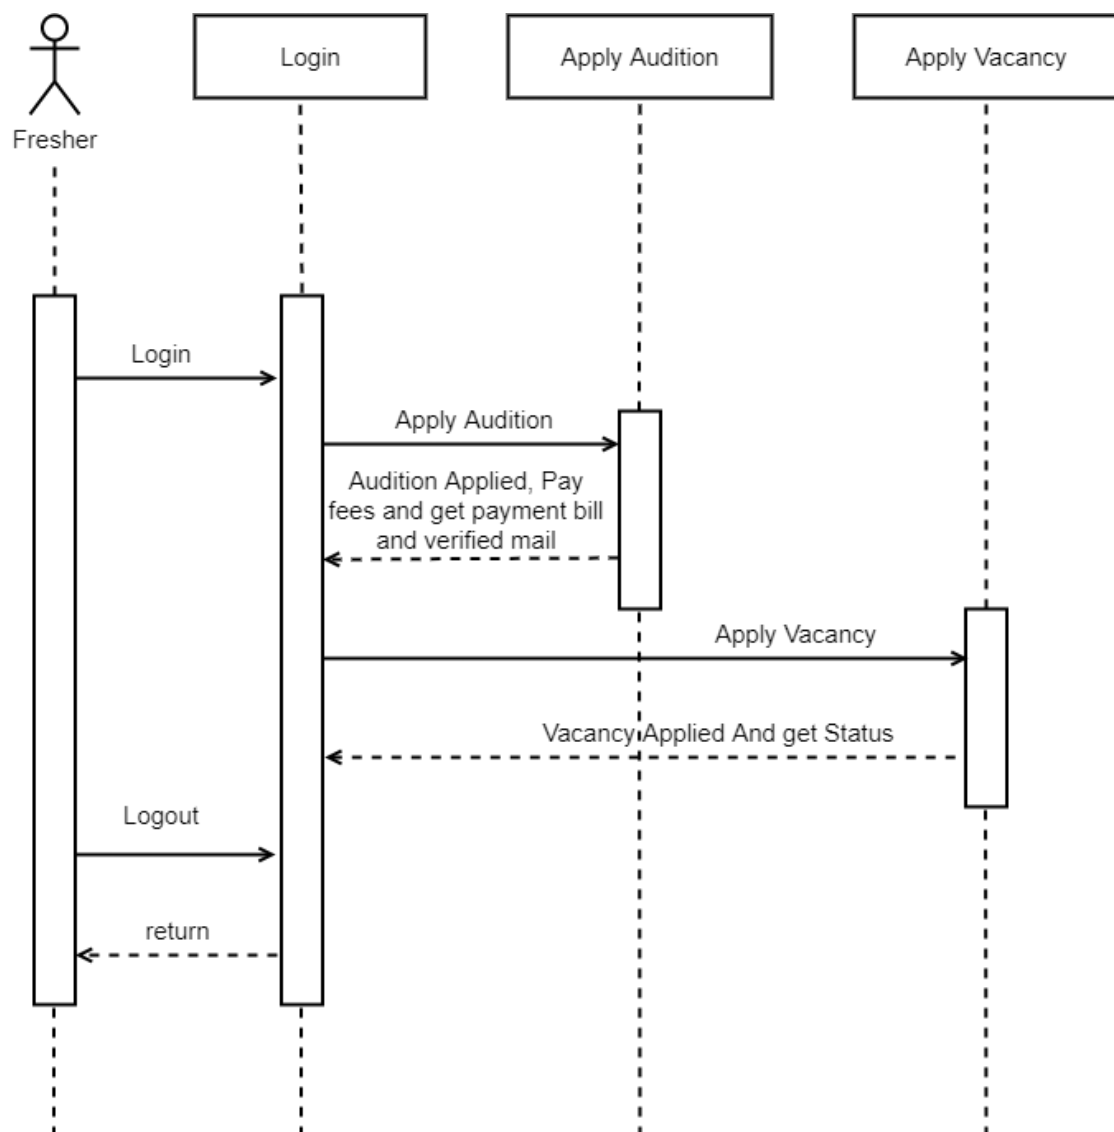 Login
Apply Audition
Apply Vacancy
Fresher
Login
Apply Audition
Audition Applied, Pay
fees and get payment bill
and verified mail
Apply Vacancy
Vacancy Applied And get Status
Logout
return